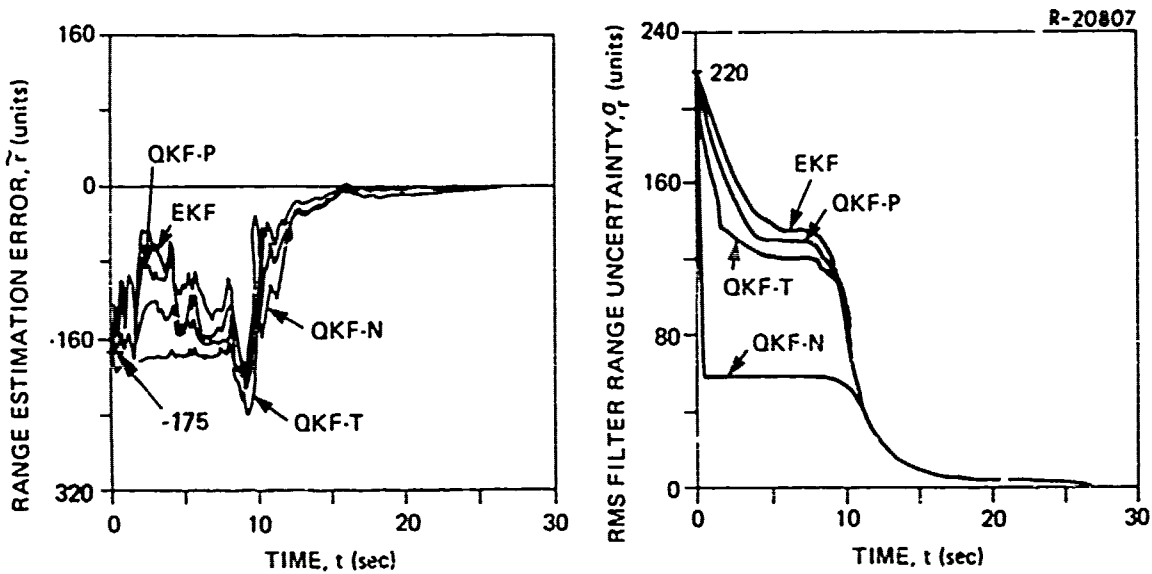 R-20807
RANGE ESTIMATION ERROR, r̃ (units)
160
0
-160
320
QKF-P
EKF
QKF-N
QKF-T
-175
0
10
20
30
TIME, t (sec)
RMS FILTER RANGE UNCERTAINTY, σr (units)
240
160
80
0
220
EKF
QKF-P
QKF-T
QKF-N
0
10
20
30
TIME, t (sec)